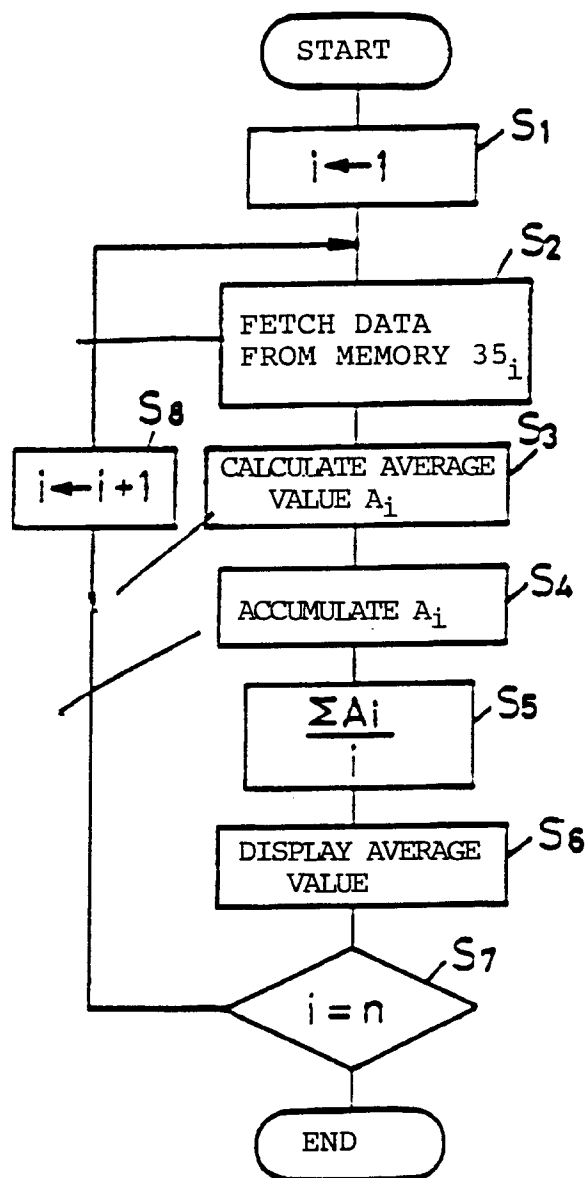 START
S1
i ← 1
S2
FETCH DATA
FROM MEMORY 35i
S8
i ← i + 1
S3
CALCULATE AVERAGE
VALUE Ai
S4
ACCUMULATE Ai
S5
ΣAi
i
S6
DISPLAY AVERAGE
VALUE
S7
i = n
END